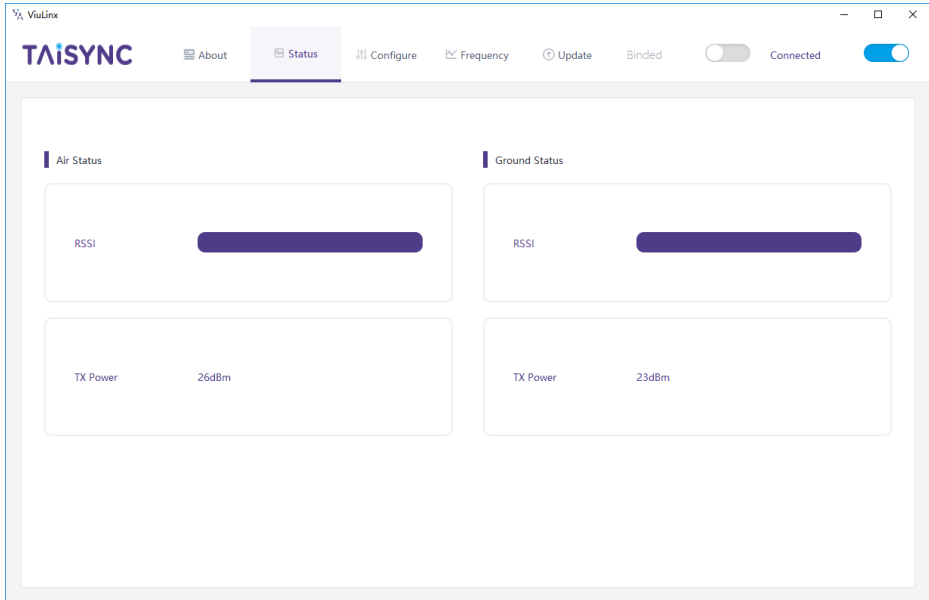 ViuLinx
TAiSYNC About Status Configure Frequency Update Binded Connected
Air Status
Ground Status
RSSI
RSSI
TX Power 26dBm
TX Power 23dBm